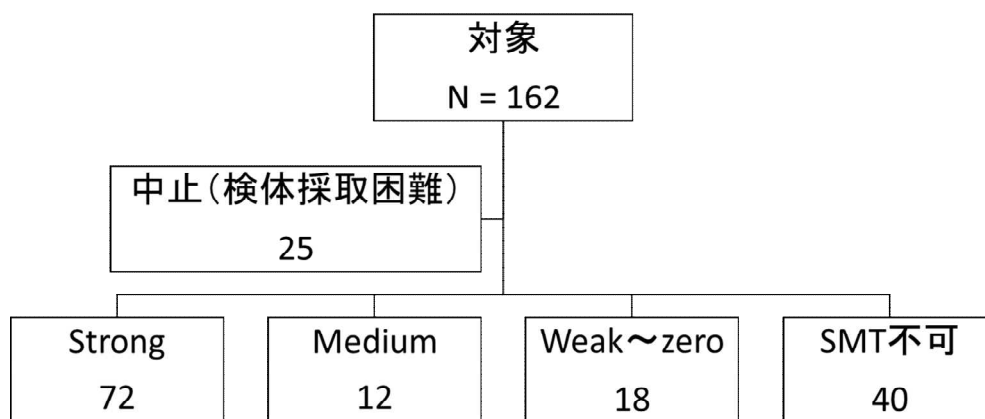 対象
N = 162
中止(検体採取困難)
25
Strong
72
Medium
12
Weak～zero
18
SMT不可
40